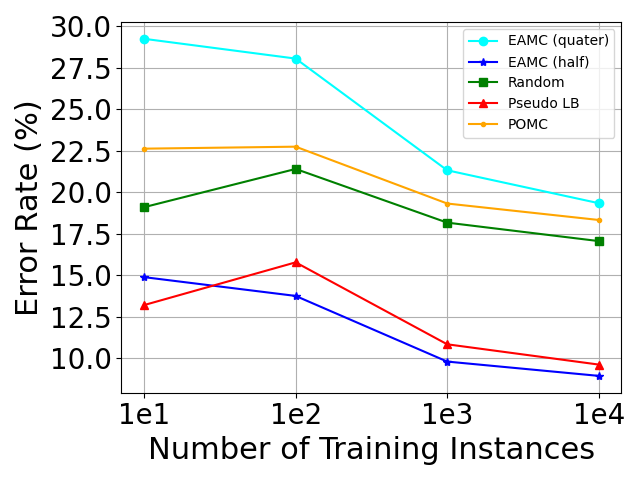 30.0
27.5
25.0
22.5
20.0
17.5
15.0
12.5
10.0
Error Rate (%)
EAMC (quater)
EAMC (half)
Random
Pseudo LB
POMC
1e1 1e2 1e3 1e4
Number of Training Instances